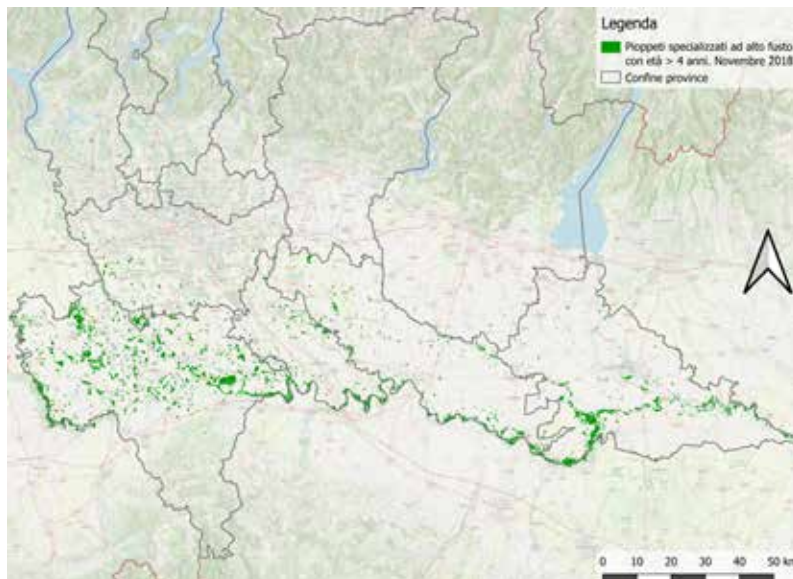 Legenda
Pioppeti specializzati ad alto fusto
con età > 4 anni. Novembre 2018
Confine province
0 10 20 30 40 50 km